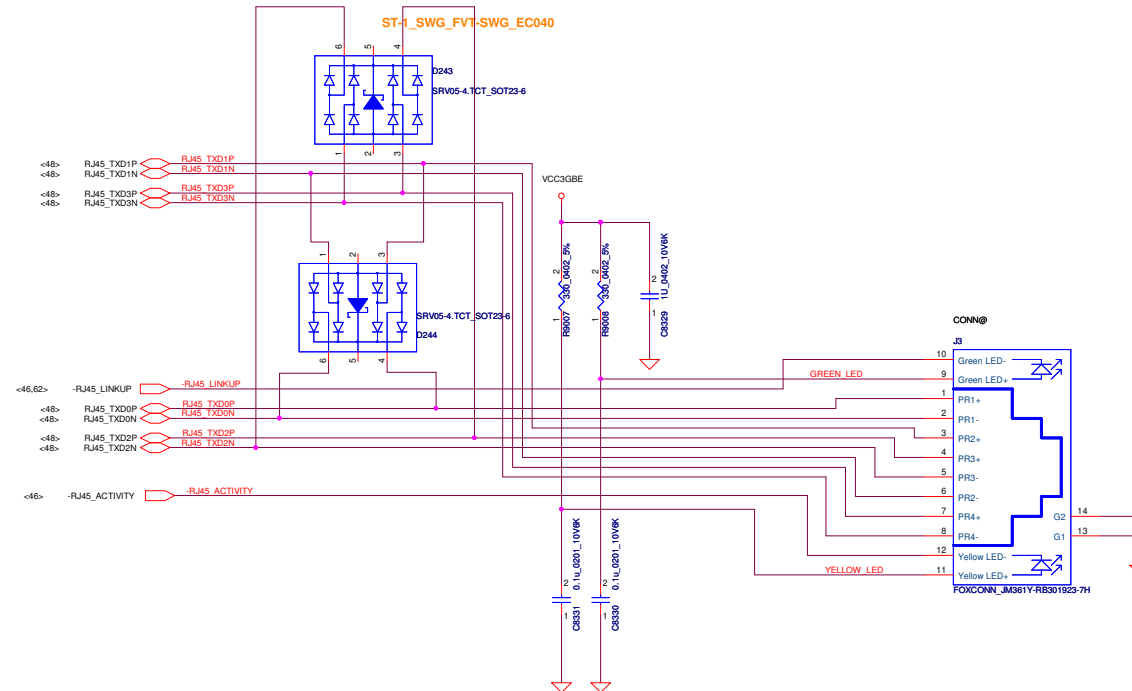 ST-1_SWG_FVT-SWG_EC040
6
5
4
D243
SRV05-4.TCT_SOT23-6
1
2
3
<48> RJ45_TXD1P RJ45_TXD1P
<48> RJ45_TXD1N RJ45_TXD1N
<48> RJ45_TXD3P RJ45_TXD3P
<48> RJ45_TXD3N RJ45_TXD3N
VCC3GBE
1
2
3
SRV05-4.TCT_SOT23-6
D244
6
5
4
2
330_0402_5%
1
R9007
2
330_0402_5%
1
R9008
2
1U_0402_10V6K
1
C8329
CONN@
J3
<46,62> -RJ45_LINKUP -RJ45_LINKUP
<48> RJ45_TXD0P RJ45_TXD0P
<48> RJ45_TXD0N RJ45_TXD0N
<48> RJ45_TXD2P RJ45_TXD2P
<48> RJ45_TXD2N RJ45_TXD2N
<46> -RJ45_ACTIVITY -RJ45_ACTIVITY
10 Green LED-
GREEN_LED 9 Green LED+
1 PR1+
2 PR1-
3 PR2+
4 PR3+
5 PR3-
6 PR2-
7 PR4+
8 PR4-
12 Yellow LED-
YELLOW_LED 11 Yellow LED+
G2 14
G1 13
FOXCONN_JM361Y-RB301923-7H
2
0.1u_0201_10V6K
1
C8331
2
0.1u_0201_10V6K
1
C8330